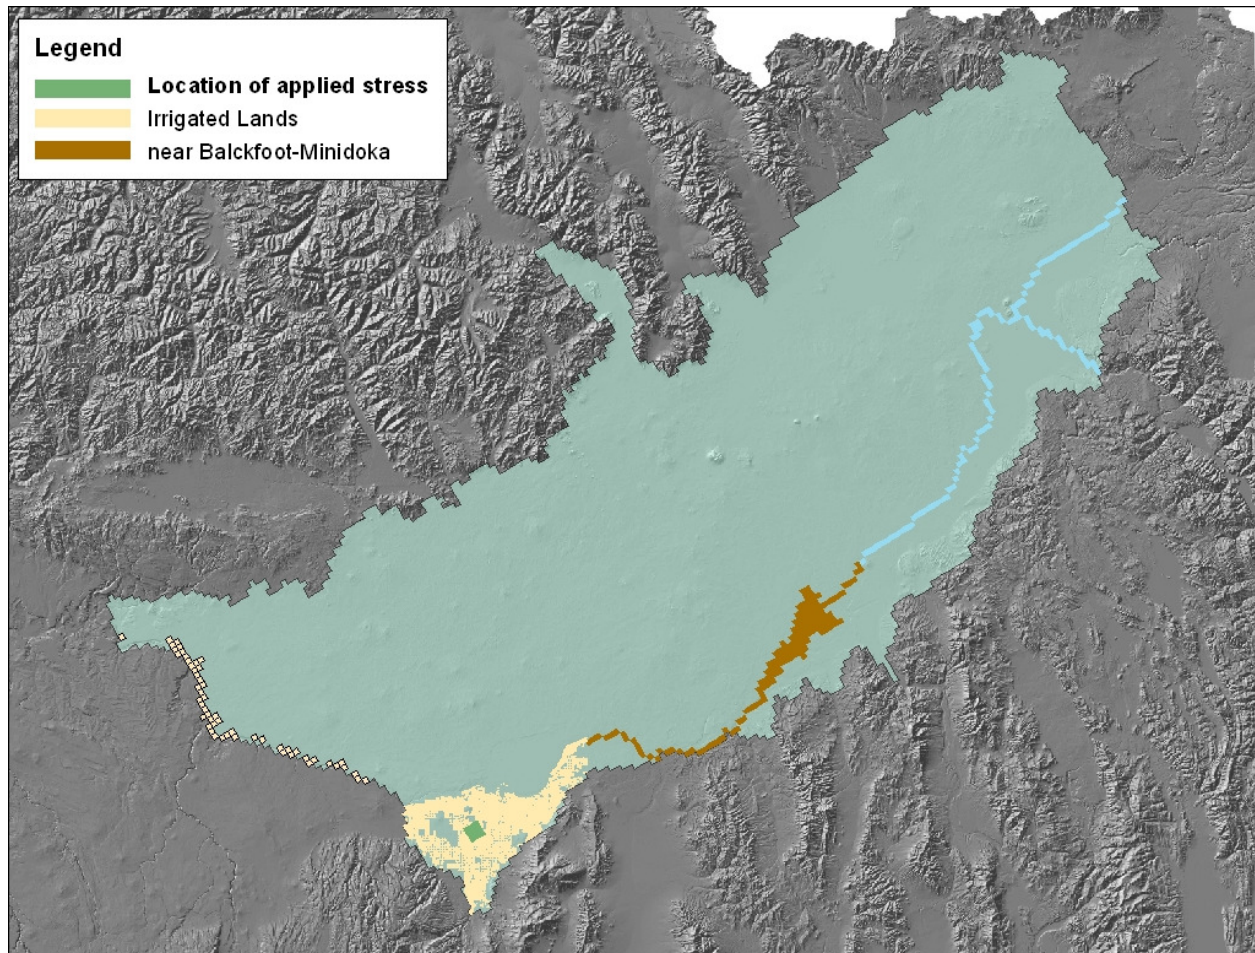 Legend
Location of applied stress
Irrigated Lands
near Balckfoot-Minidoka